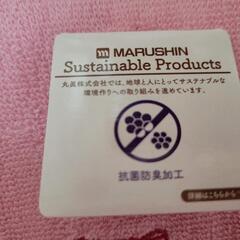 m MARUSHIN
Sustainable Products
丸眞株式会社では、地球と人にとってサステナブルな
環境作りへの取り組みを進めています。
抗菌防臭加工
詳細はこちらから